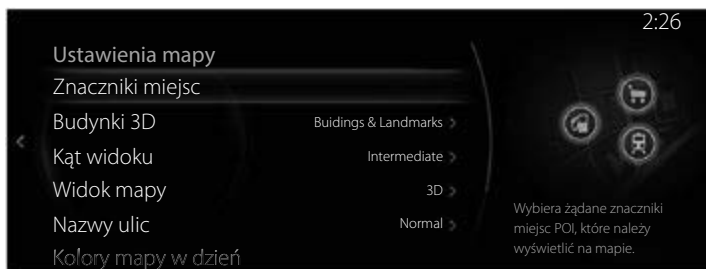 2:26
Ustawienia mapy
Znaczniki miejsc
Budynki 3D Buidings & Landmarks >
Kąt widoku Intermediate >
Widok mapy 3D >
Nazwy ulic Normal >
Kolory mapy w dzień
Wybiera żądane znaczniki
miejsc POI, które należy
wyświetlić na mapie.